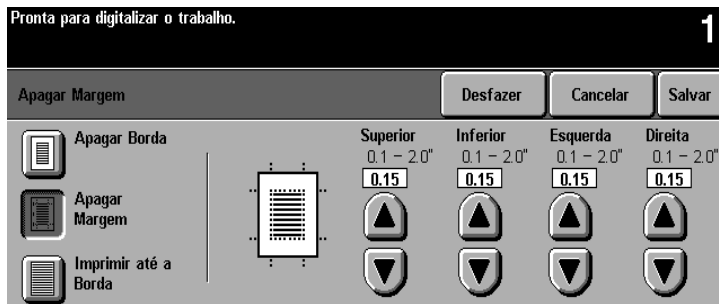 Pronta para digitalizar o trabalho.
1
Apagar Margem
Desfazer
Cancelar
Salvar
Apagar Borda
Apagar
Margem
Imprimir até a
Borda
Superior
Inferior
Esquerda
Direita
0.1 – 2.0"
0.1 – 2.0"
0.1 – 2.0"
0.1 – 2.0"
0.15
0.15
0.15
0.15